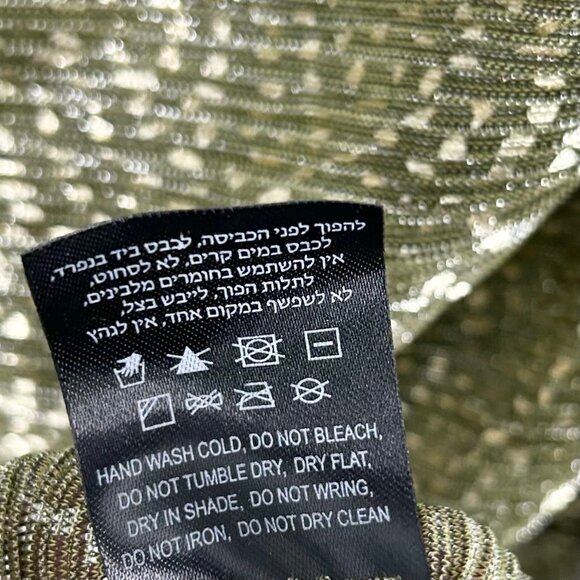 להפוך לפני הכביסה, לכבס ביד בנפרד,
לכבס במים קרים, לא לסחוט,
אין להשתמש בחומרים מלבינים,
לתלות הפוך, לייבש בצל,
לא לשפשף במקום אחד, אין לגהץ
HAND WASH COLD, DO NOT BLEACH,
DO NOT TUMBLE DRY, DRY FLAT,
DRY IN SHADE, DO NOT WRING,
DO NOT IRON, DO NOT DRY CLEAN